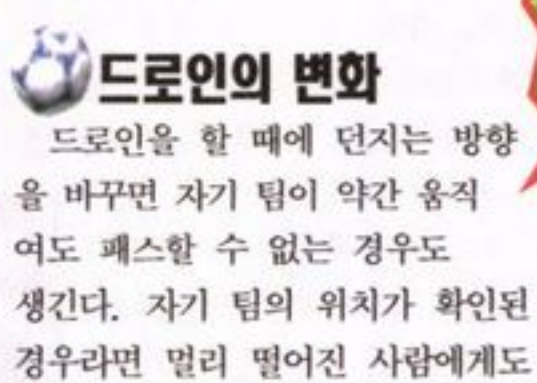 드로인의 변화
드로인을 할 때에 던지는 방향
을 바꾸면 자기 팀이 약간 움직
여도 패스할 수 없는 경우도
생긴다. 자기 팀의 위치가 확인된
경우라면 멀리 떨어진 사람에게도